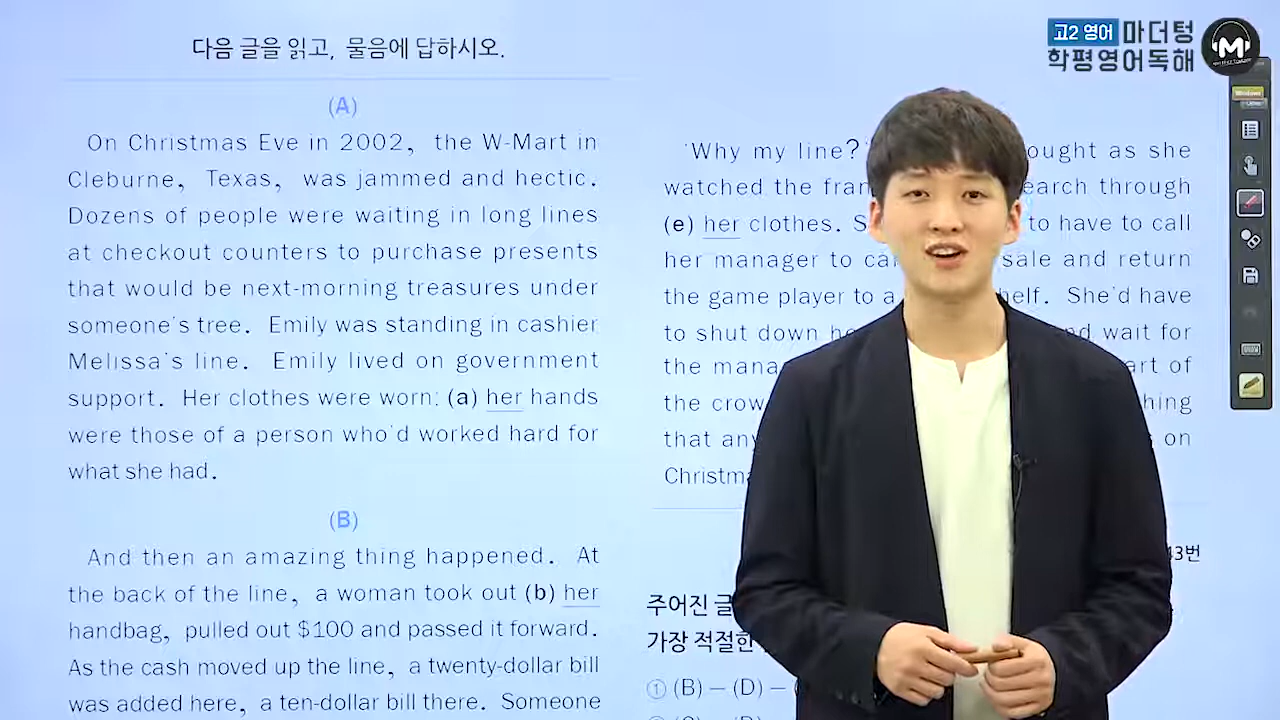 다음 글을 읽고, 물음에 답하시오.
(A)
On Christmas Eve in 2002, the W-Mart in
Cleburne, Texas, was jammed and hectic.
Dozens of people were waiting in long lines
at checkout counters to purchase presents
that would be next-morning treasures under
someone's tree. Emily was standing in cashier
Melissa's line. Emily lived on government
support. Her clothes were worn: (a) her hands
were those of a person who'd worked hard for
what she had.
(B)
And then an amazing thing happened. At
the back of the line, a woman took out (b) her
handbag, pulled out $100 and passed it forward.
As the cash moved up the line, a twenty-dollar bill
was added here, a ten-dollar bill there. Someone
고2 영어 마더텅
학평영어독해
M
'Why my line?' ought as she
watched the fran earch through
(e) her clothes. S to have to call
her manager to ca sale and return
the game player to a helf. She'd have
to shut down he nd wait for
the mana art of
the crow hing
that any on
Christma
43번
주어진 글
가장 적절한
① (B) – (D) –